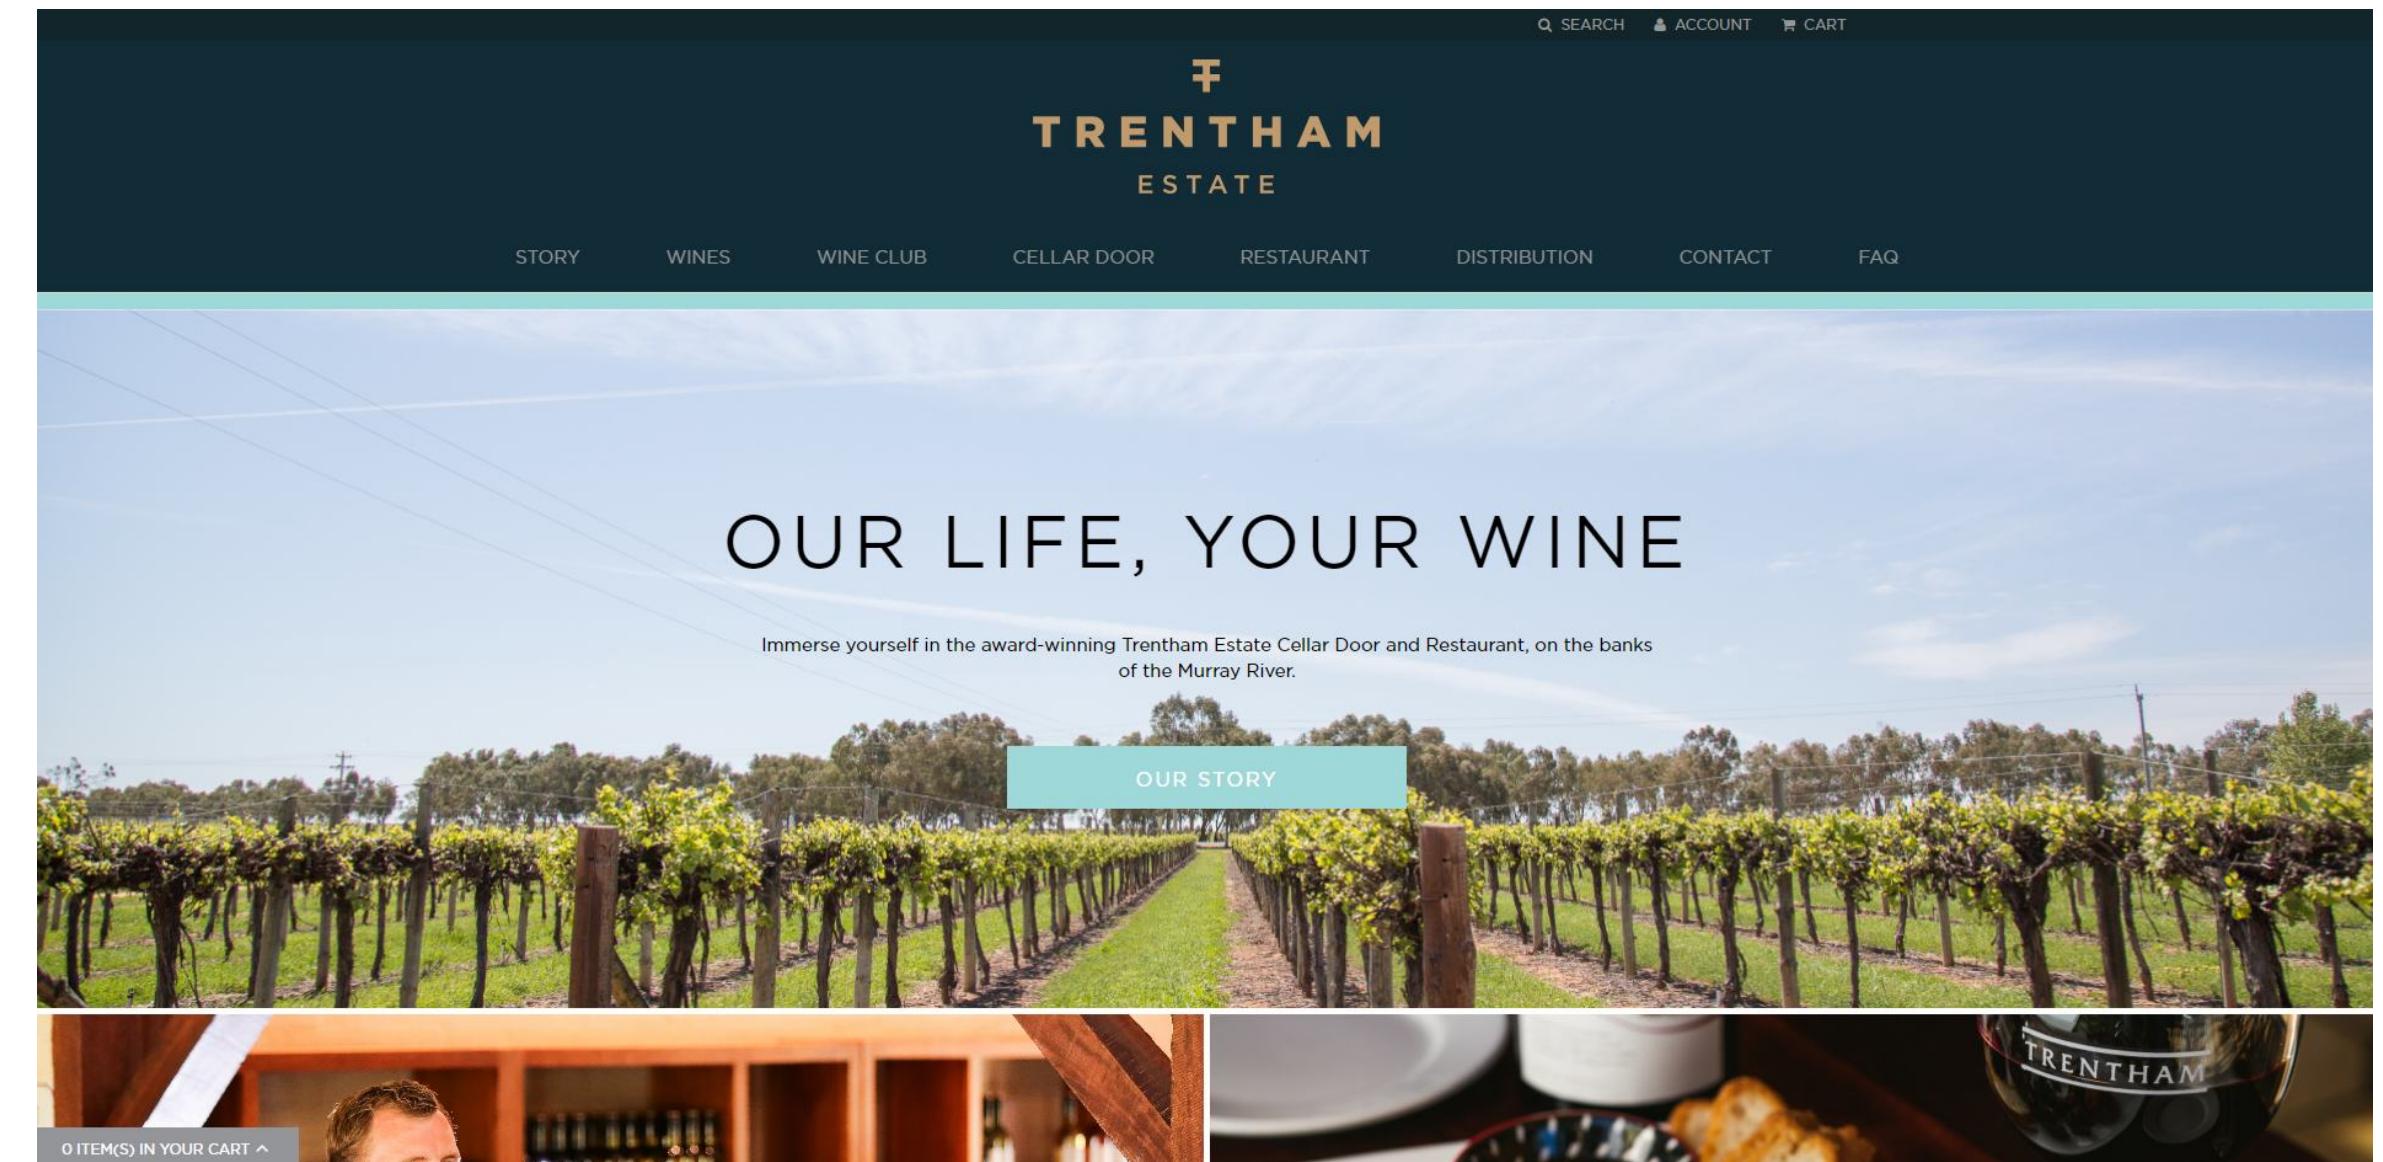 SEARCH ACCOUNT CART
TRENTHAM
ESTATE
STORY WINES WINE CLUB CELLAR DOOR RESTAURANT DISTRIBUTION CONTACT FAQ
OUR LIFE, YOUR WINE
Immerse yourself in the award-winning Trentham Estate Cellar Door and Restaurant, on the banks
of the Murray River.
OUR STORY
TRENTHAM
0 ITEM(S) IN YOUR CART